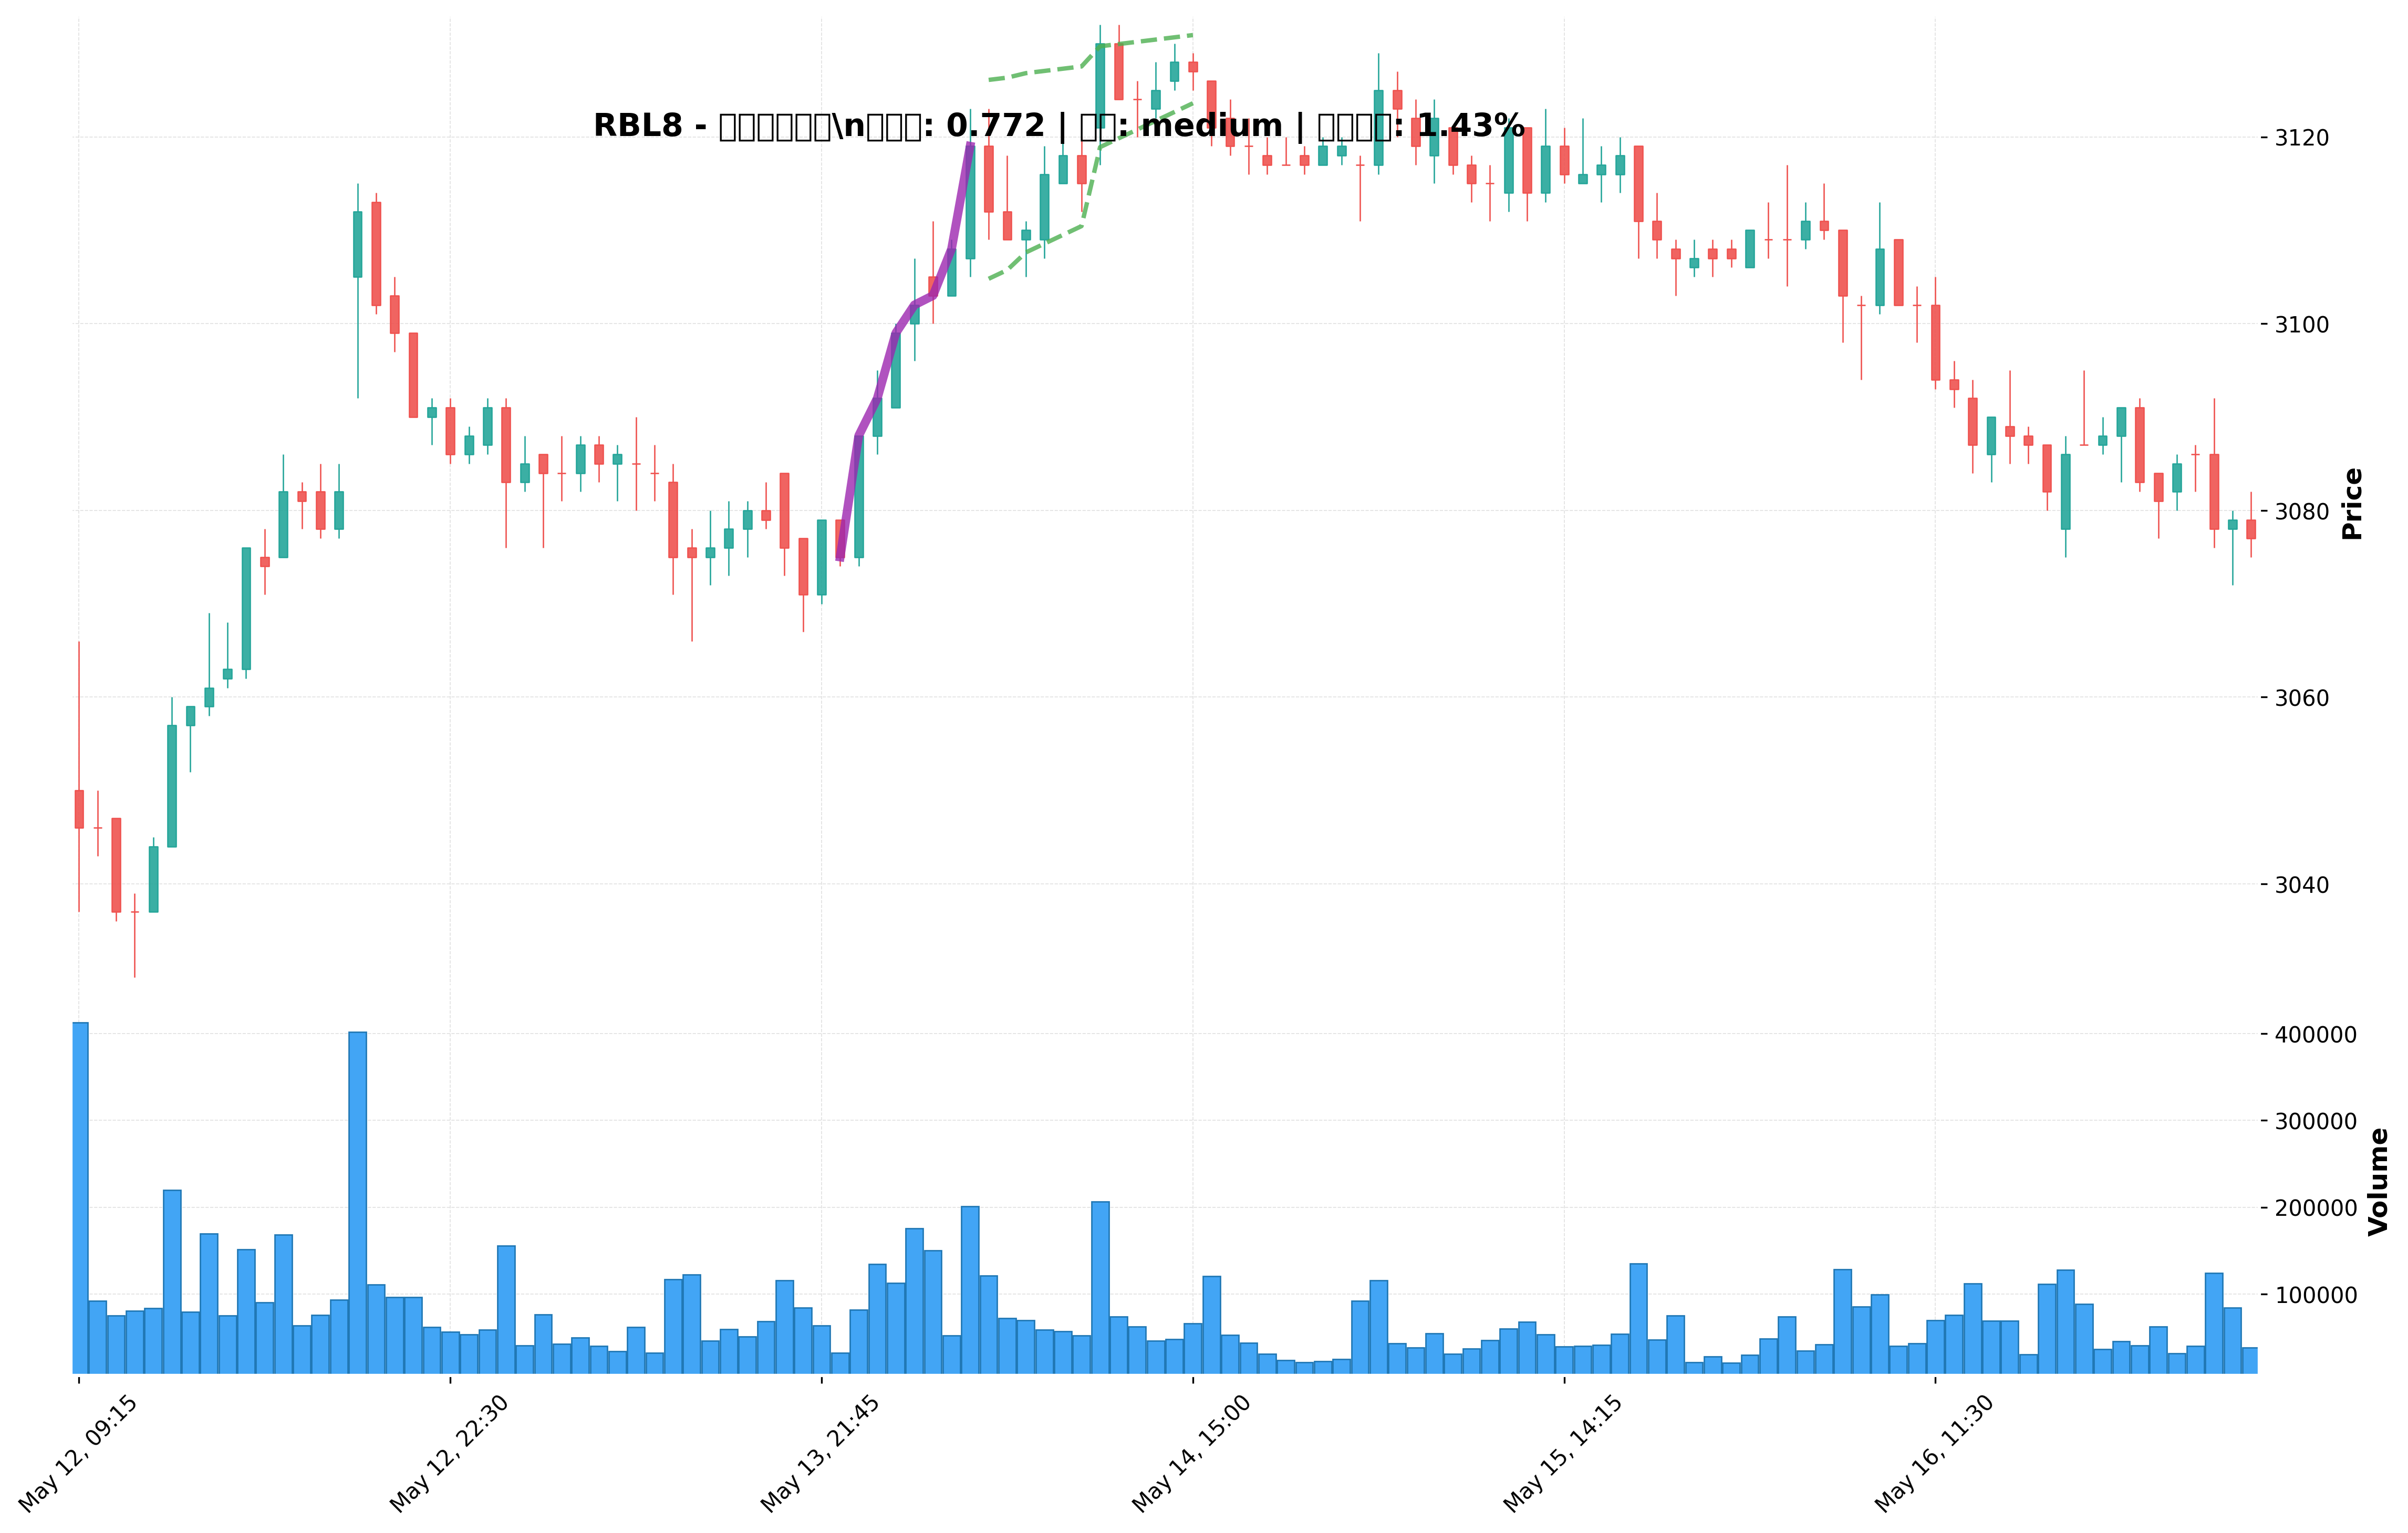 RBL8 - □□□□□□\n□□□: 0.772 | □□: medium | □□□□: 1.43%
3120
3100
3080
3060
3040
Price
400000
300000
200000
100000
Volume
May 12, 09:15
May 12, 22:30
May 13, 21:45
May 14, 15:00
May 15, 14:15
May 16, 11:30